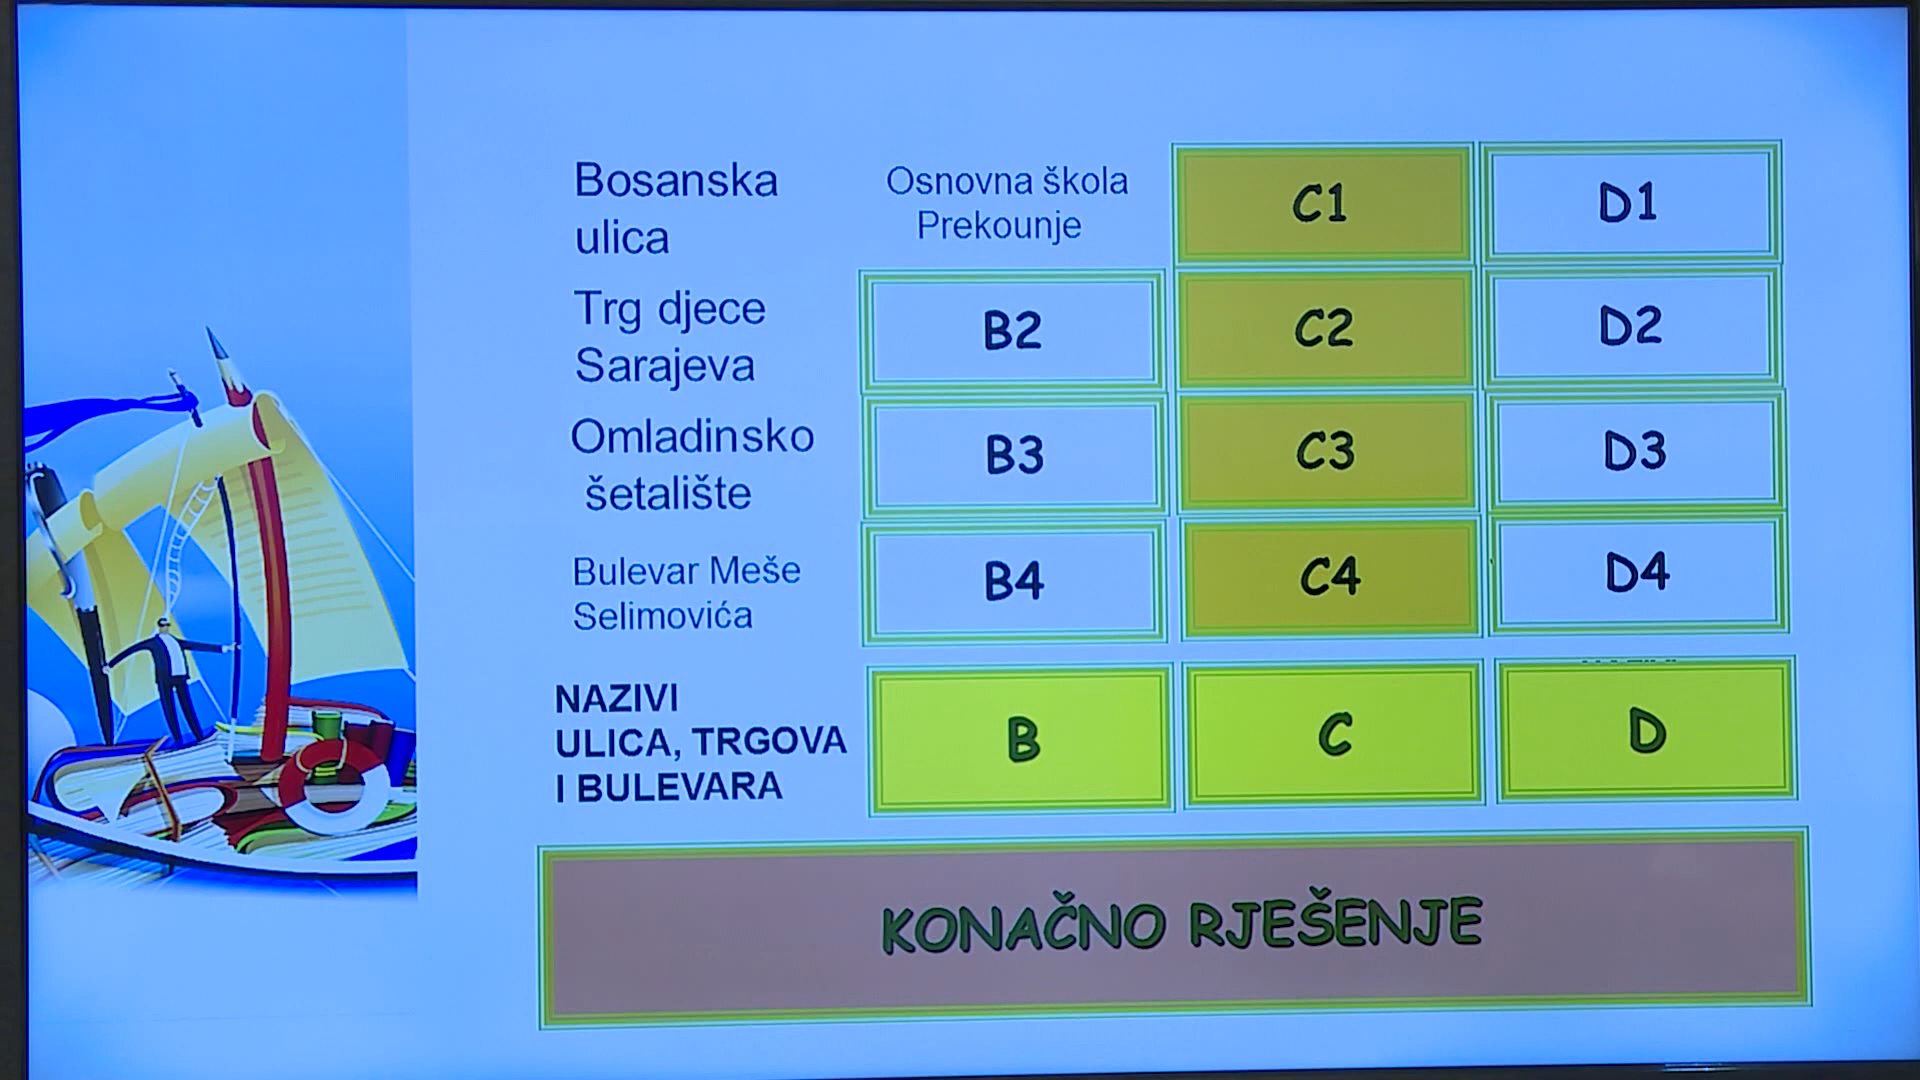 Bosanska
ulica
Osnovna škola
Prekounje
C1
D1
Trg djece
Sarajeva
B2
C2
D2
Omladinsko
šetalište
B3
C3
D3
Bulevar Meše
Selimovića
B4
C4
D4
NAZIVI
ULICA, TRGOVA
I BULEVARA
B
C
D
KONAČNO RJEŠENJE